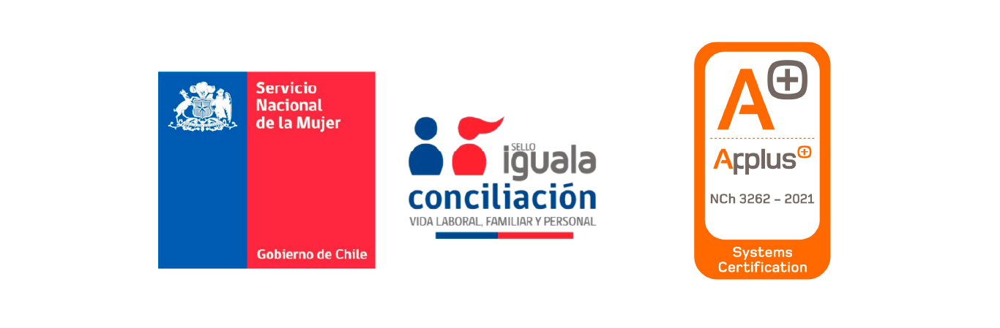 Servicio
Nacional
de la Mujer
Gobierno de Chile
SELLO
iguala
conciliación
VIDA LABORAL, FAMILIAR Y PERSONAL
A+
Applus+
NCh 3262 – 2021
Systems
Certification